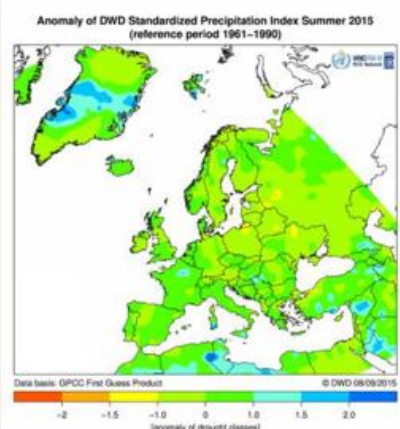 Anomaly of DWD Standardized Precipitation Index Summer 2015
(reference period 1961–1990)
Data basis: GPCC First Guess Product
© DWD 08/09/2015
-2 -1.5 -1.0 0 1.0 1.5 2.0
[anomaly of drought classes]